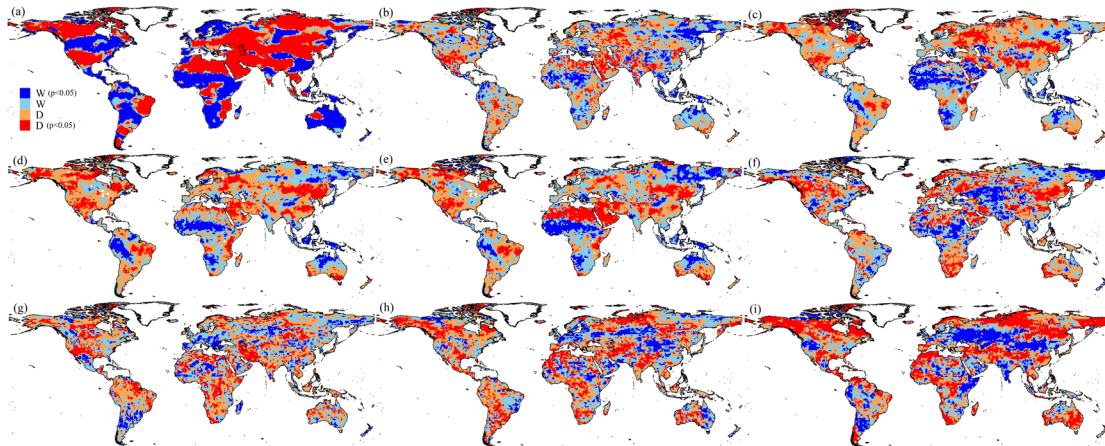 (a)
(b)
(c)
W (p<0.05)
W
D
D (p<0.05)
(d)
(e)
(f)
(g)
(h)
(i)